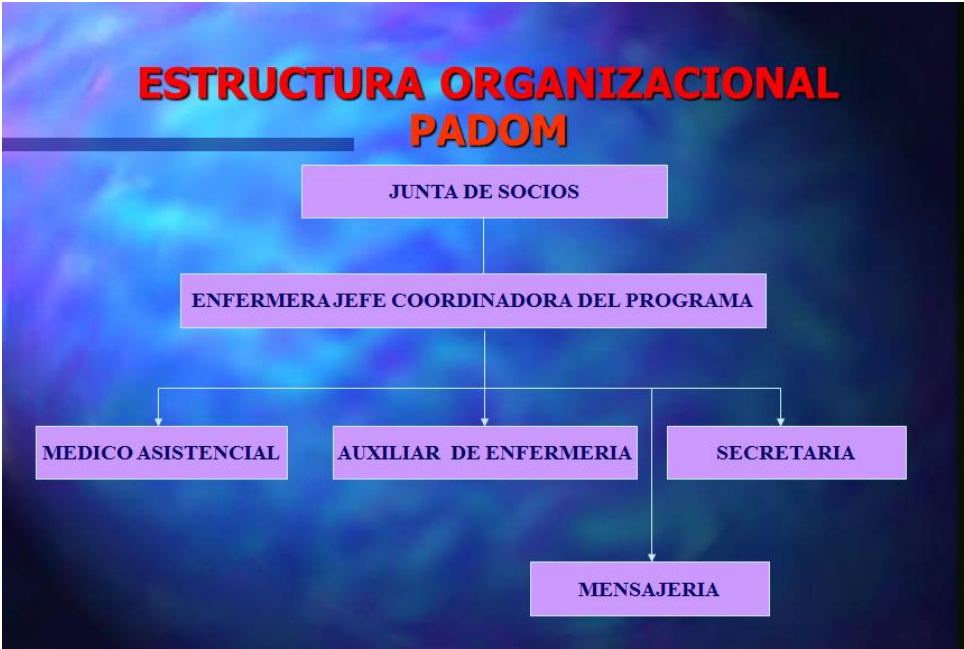 ESTRUCTURA ORGANIZACIONAL
PADOM
JUNTA DE SOCIOS
ENFERMERA JEFE COORDINADORA DEL PROGRAMA
MEDICO ASISTENCIAL
AUXILIAR DE ENFERMERIA
SECRETARIA
MENSAJERIA